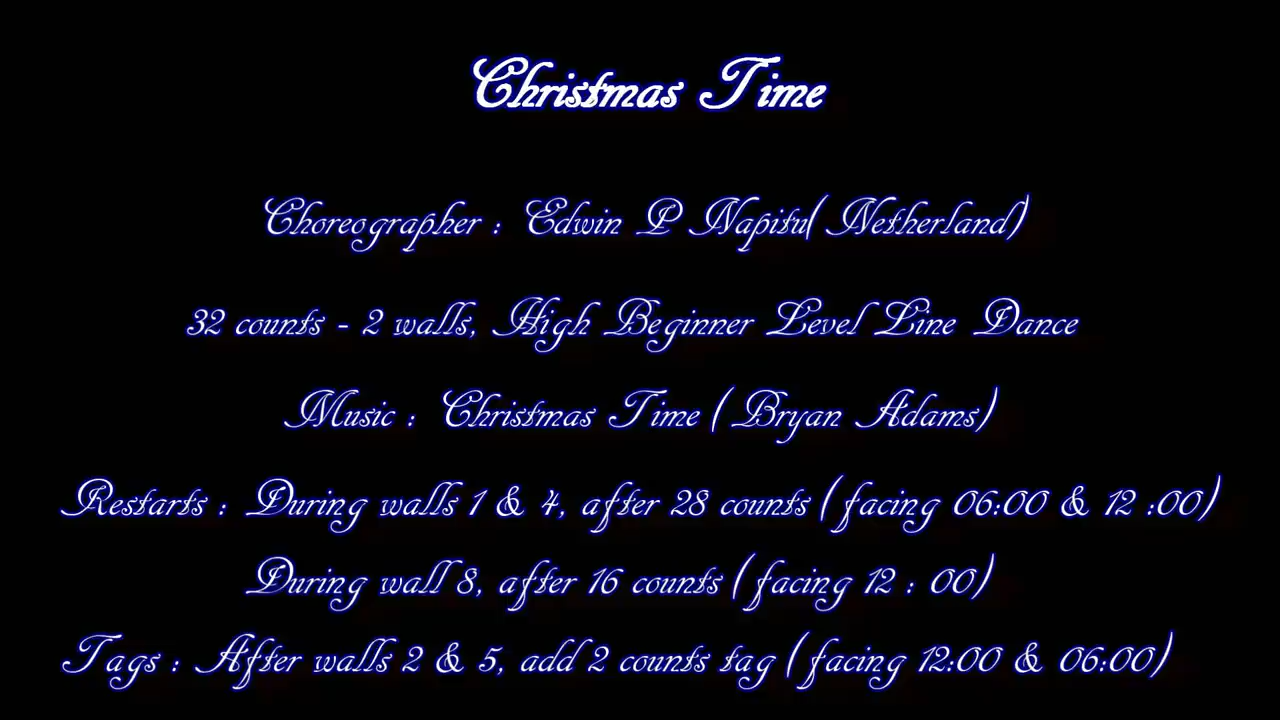 Christmas Time
Choreographer : Edwin P Napitu( Netherland)
32 counts - 2 walls, High Beginner Level Line Dance
Music : Christmas Time ( Bryan Adams)
Restarts : During walls 1 & 4, after 28 counts ( facing 06:00 & 12 :00)
During wall 8, after 16 counts ( facing 12 : 00)
Tags : After walls 2 & 5, add 2 counts tag ( facing 12:00 & 06:00)